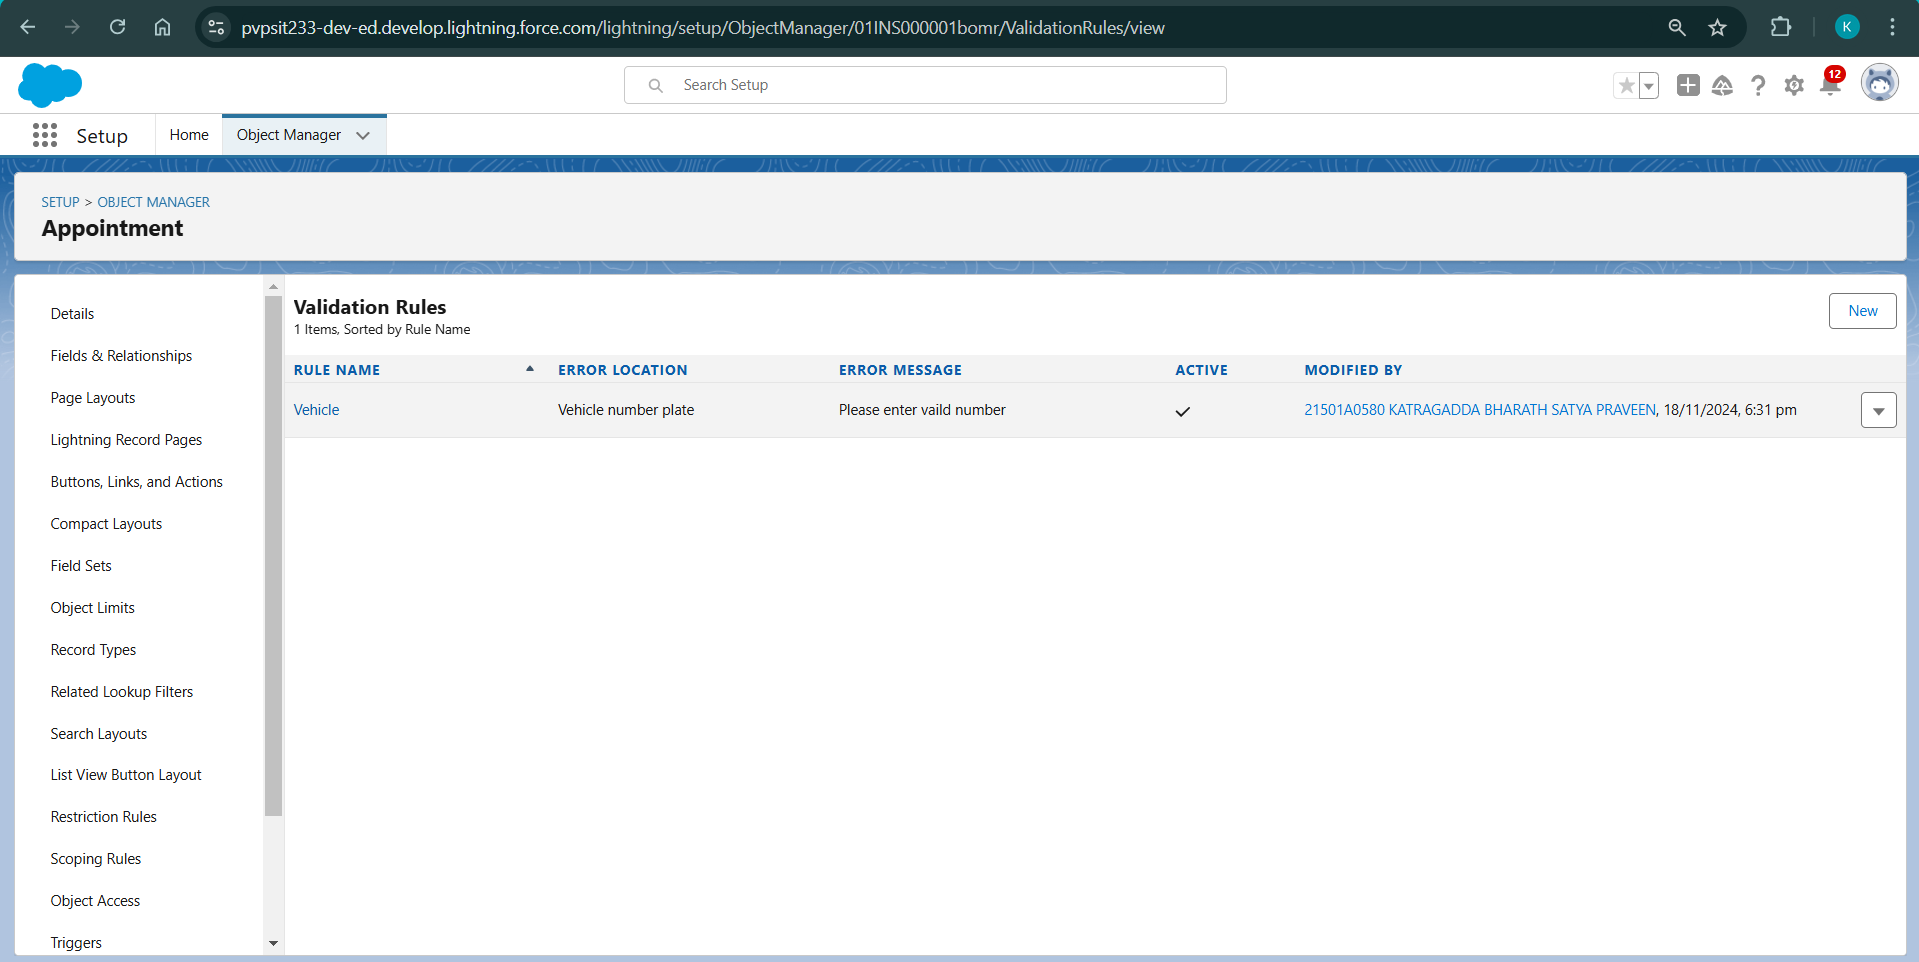 pvpsit233-dev-ed.develop.lightning.force.com/lightning/setup/ObjectManager/01INS000001bomr/ValidationRules/view
K
Search Setup
12
Setup
Home
Object Manager
SETUP > OBJECT MANAGER
Appointment
Details
Fields & Relationships
Page Layouts
Lightning Record Pages
Buttons, Links, and Actions
Compact Layouts
Field Sets
Object Limits
Record Types
Related Lookup Filters
Search Layouts
List View Button Layout
Restriction Rules
Scoping Rules
Object Access
Triggers
Validation Rules
1 Items, Sorted by Rule Name
New
RULE NAME ERROR LOCATION ERROR MESSAGE ACTIVE MODIFIED BY
Vehicle Vehicle number plate Please enter vaild number 21501A0580 KATRAGADDA BHARATH SATYA PRAVEEN, 18/11/2024, 6:31 pm